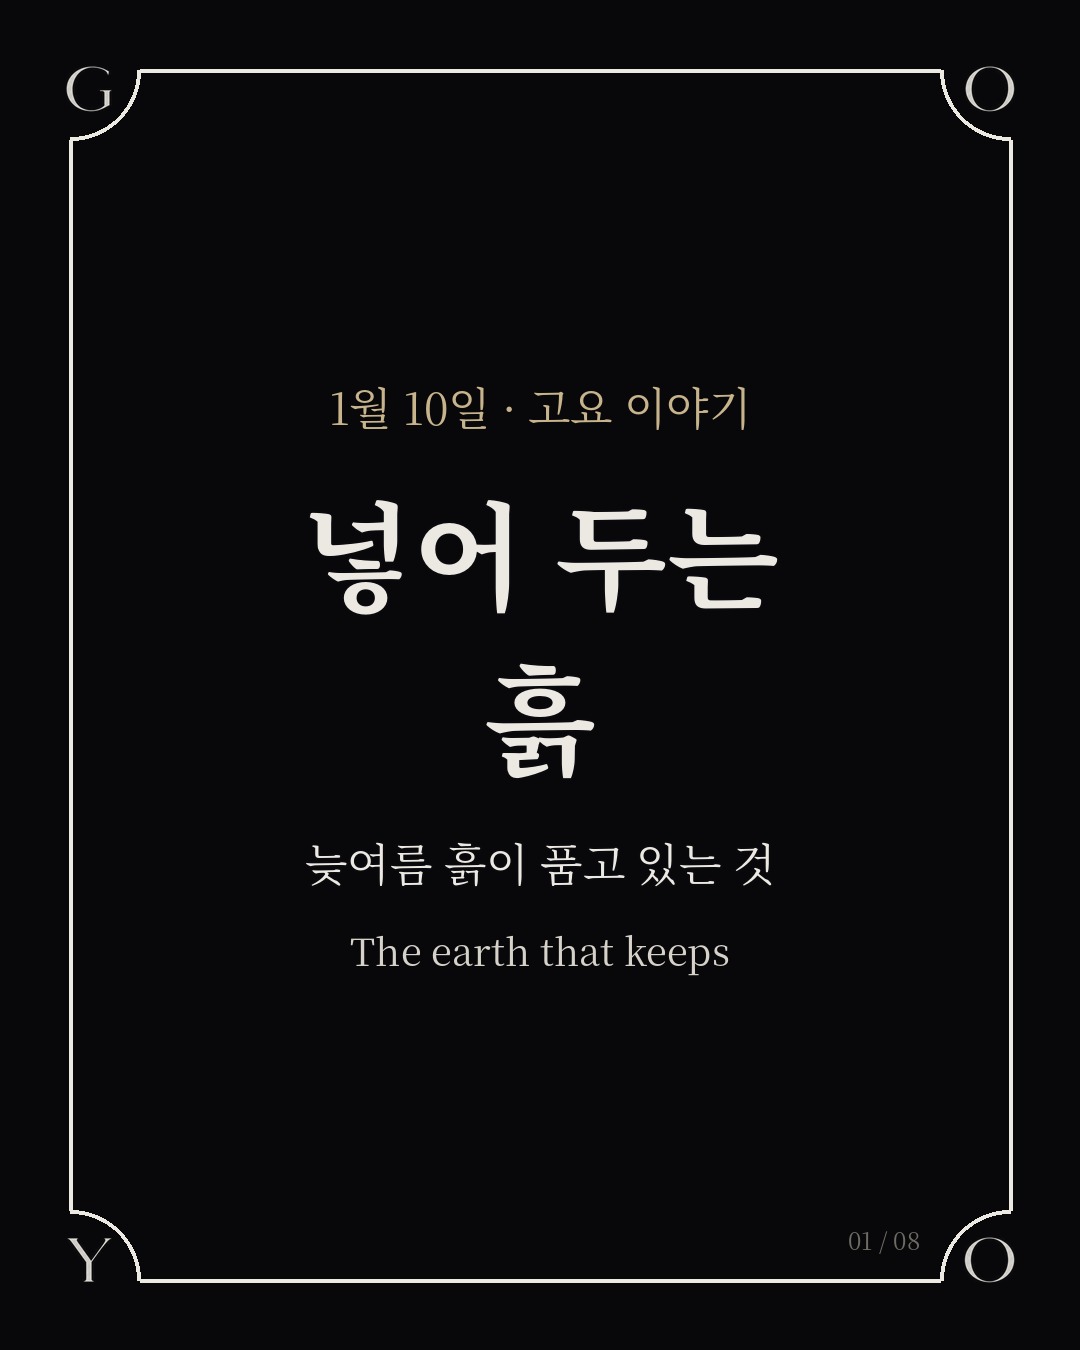 G O
1월 10일 · 고요 이야기
넣어 두는
흙
늦여름 흙이 품고 있는 것
The earth that keeps
01 / 08
Y O